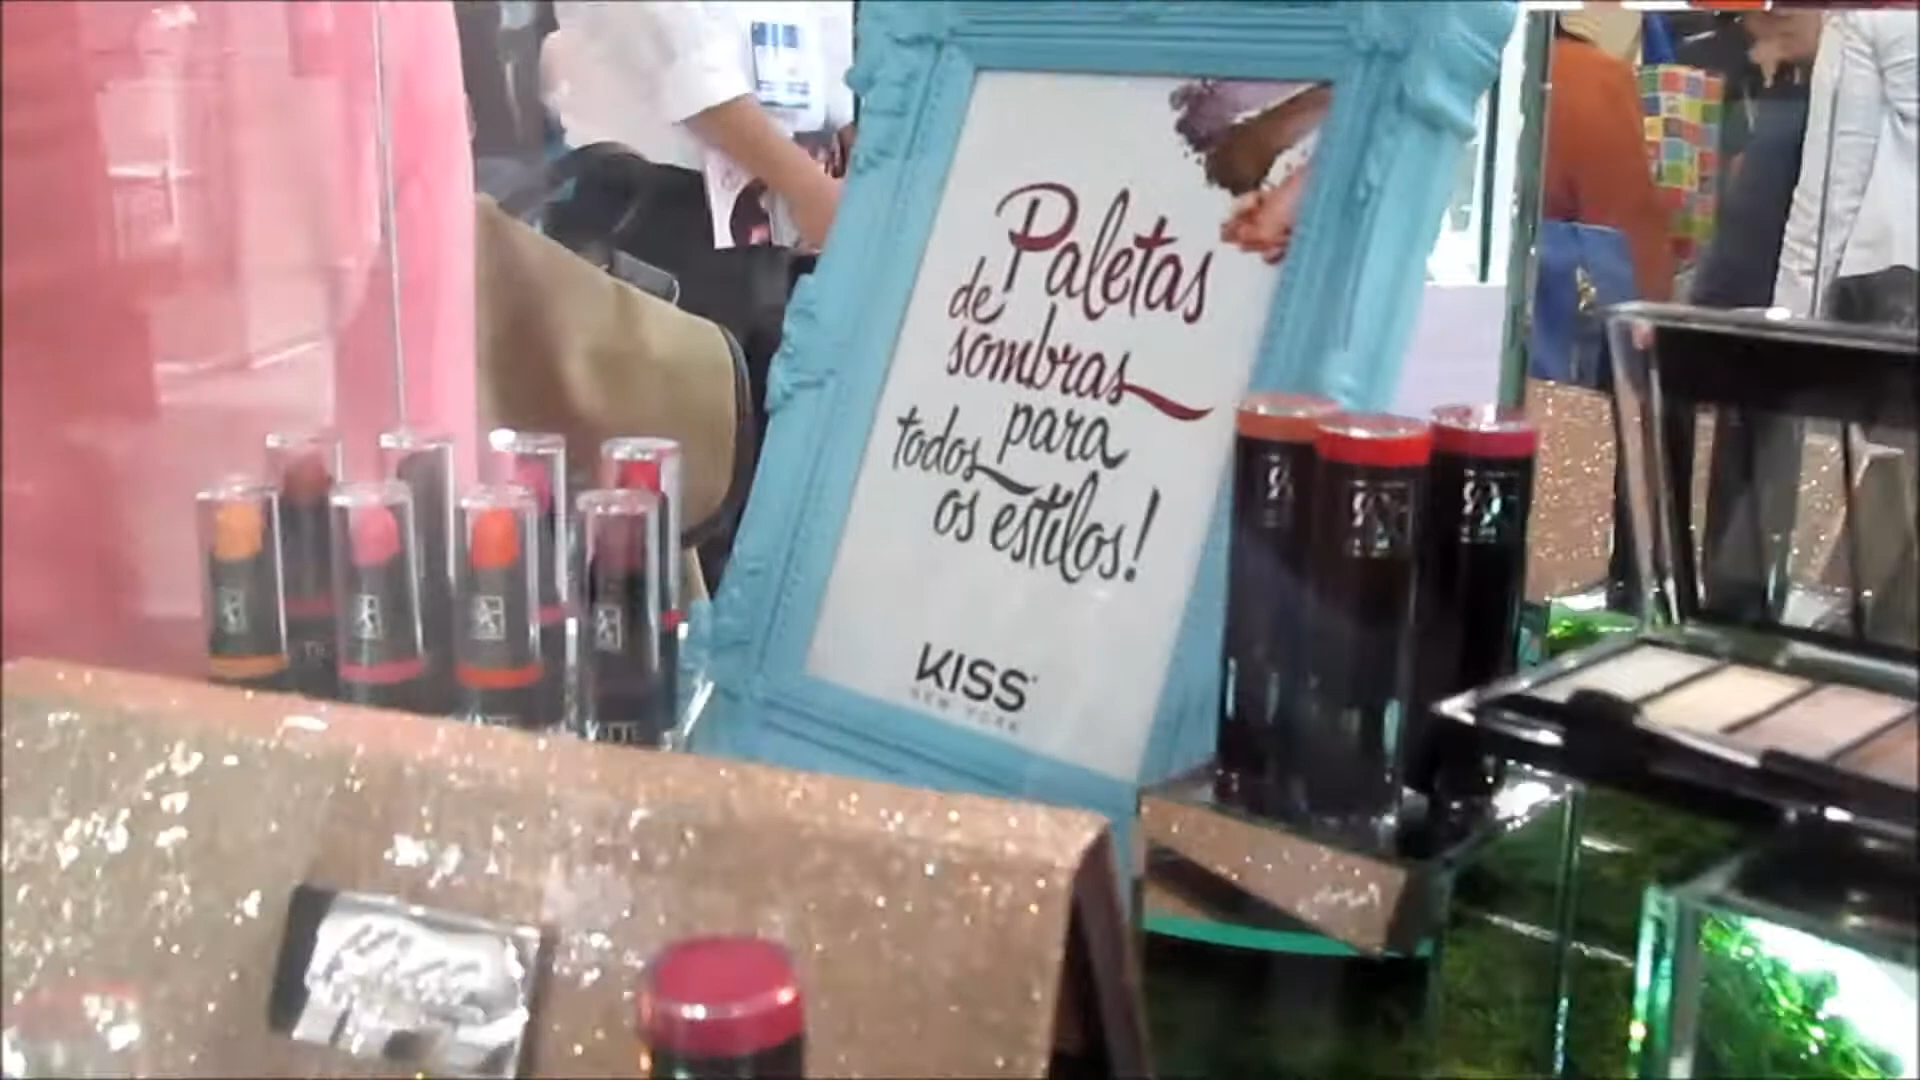 Paletas
de
sombras
para
todos
os estilos!
KISS
NEW YORK